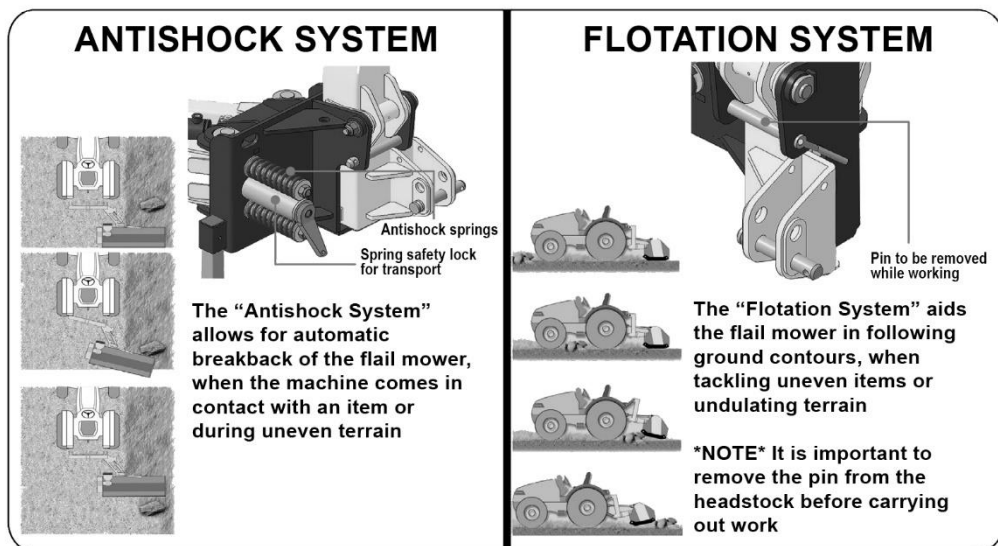 ANTISHOCK SYSTEM
Antishock springs
Spring safety lock
for transport
The “Antishock System”
allows for automatic
breakback of the flail mower,
when the machine comes in
contact with an item or
during uneven terrain
FLOTATION SYSTEM
Pin to be removed
while working
The “Flotation System” aids
the flail mower in following
ground contours, when
tackling uneven items or
undulating terrain
*NOTE* It is important to
remove the pin from the
headstock before carrying
out work